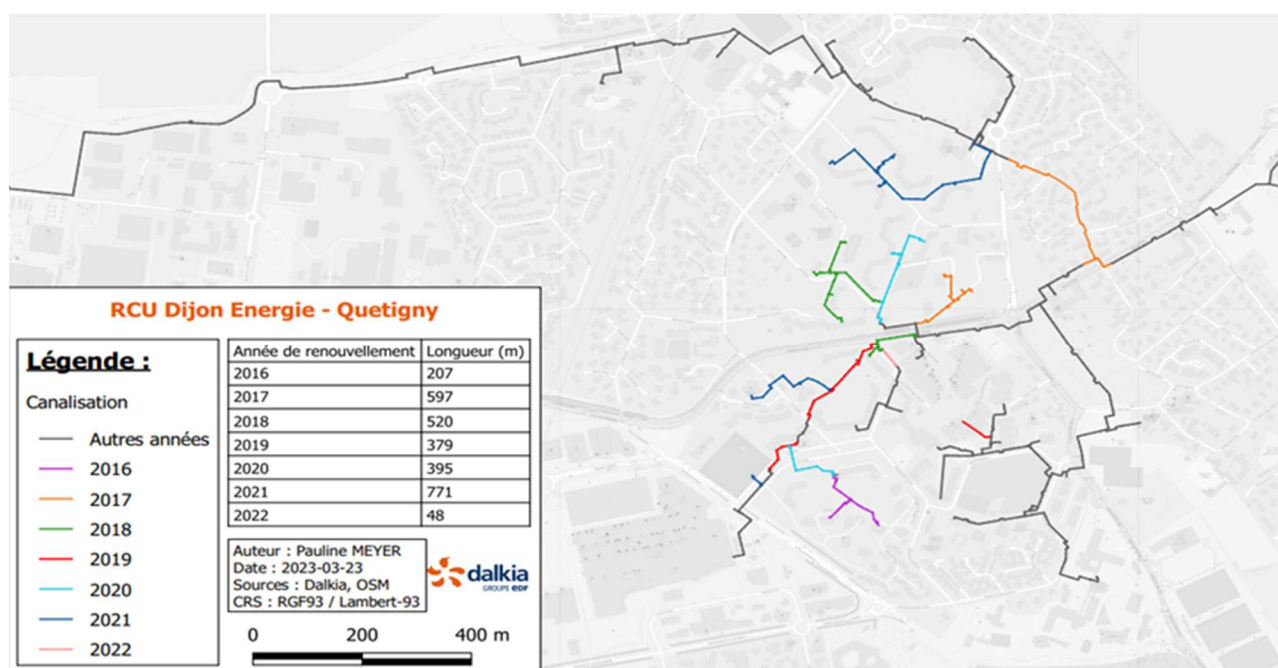 RCU Dijon Energie - Quetigny
Légende :
Canalisation
Autres années
2016
2017
2018
2019
2020
2021
2022
Année de renouvellement Longueur (m)
2016 207
2017 597
2018 520
2019 379
2020 395
2021 771
2022 48
Auteur : Pauline MEYER
Date : 2023-03-23
Sources : Dalkia, OSM
CRS : RGF93 / Lambert-93
dalkia
GROUPE EDF
0 200 400 m